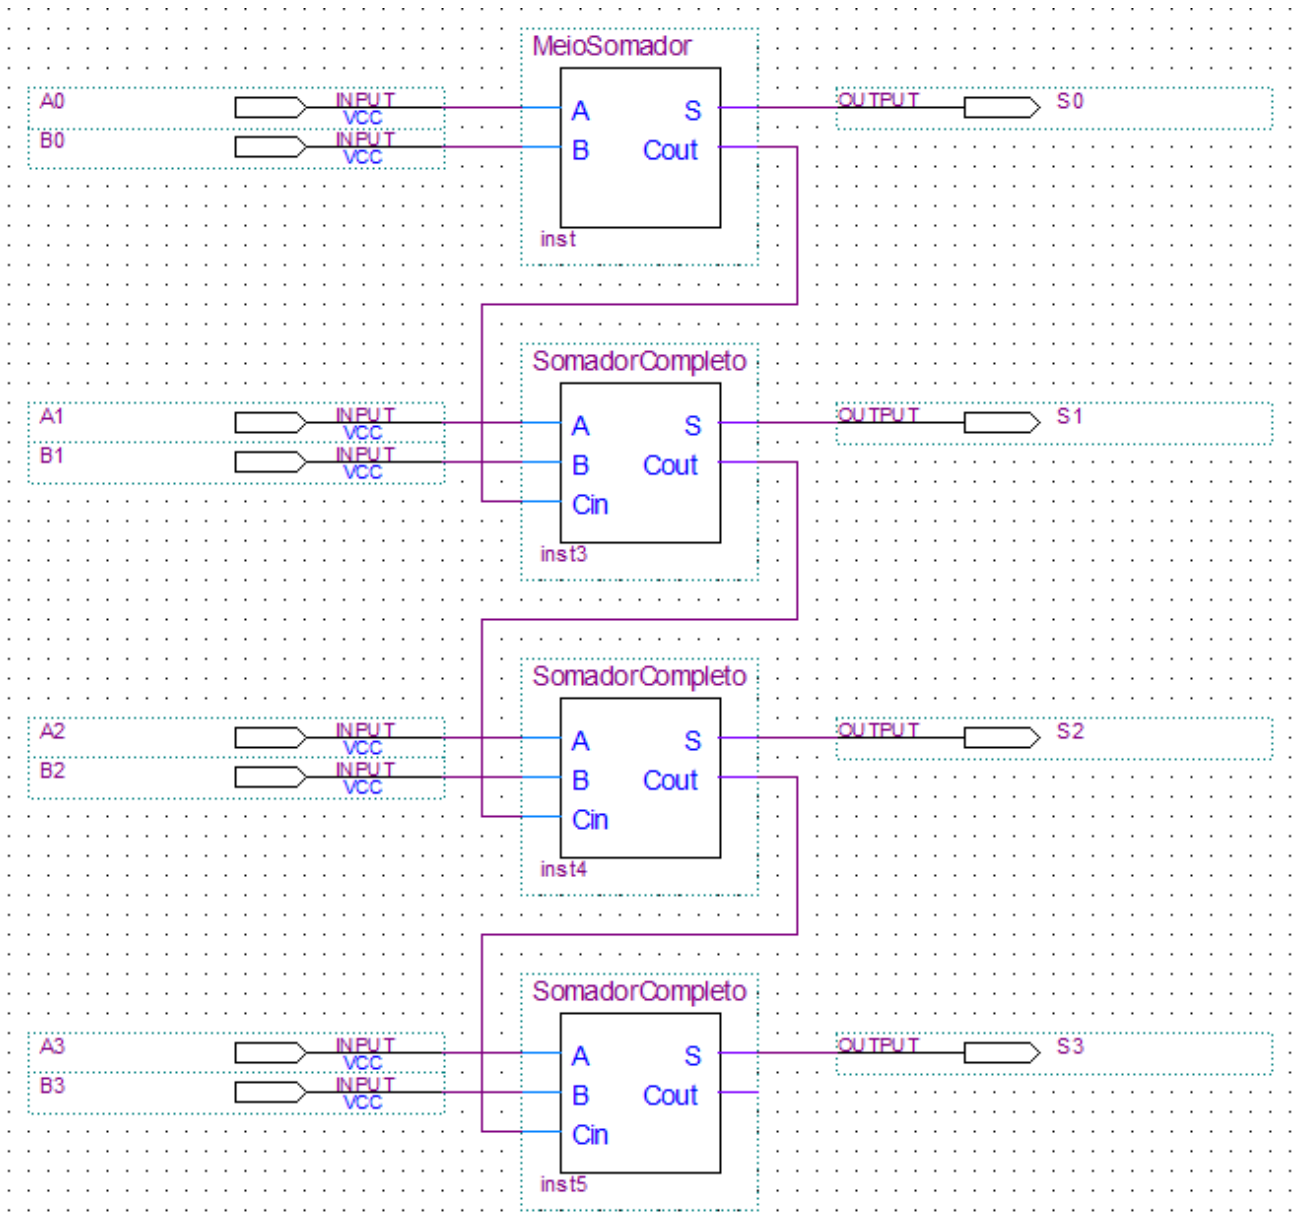 MeioSomador
A0 INPUT VCC A S OUTPUT S0
B0 INPUT VCC B Cout
inst
SomadorCompleto
A1 INPUT VCC A S OUTPUT S1
B1 INPUT VCC B Cout
Cin
inst3
SomadorCompleto
A2 INPUT VCC A S OUTPUT S2
B2 INPUT VCC B Cout
Cin
inst4
SomadorCompleto
A3 INPUT VCC A S OUTPUT S3
B3 INPUT VCC B Cout
Cin
inst5